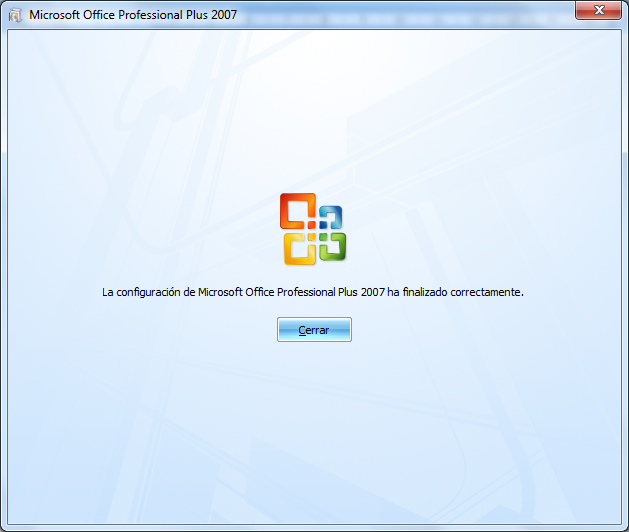 Microsoft Office Professional Plus 2007
La configuración de Microsoft Office Professional Plus 2007 ha finalizado correctamente.
Cerrar